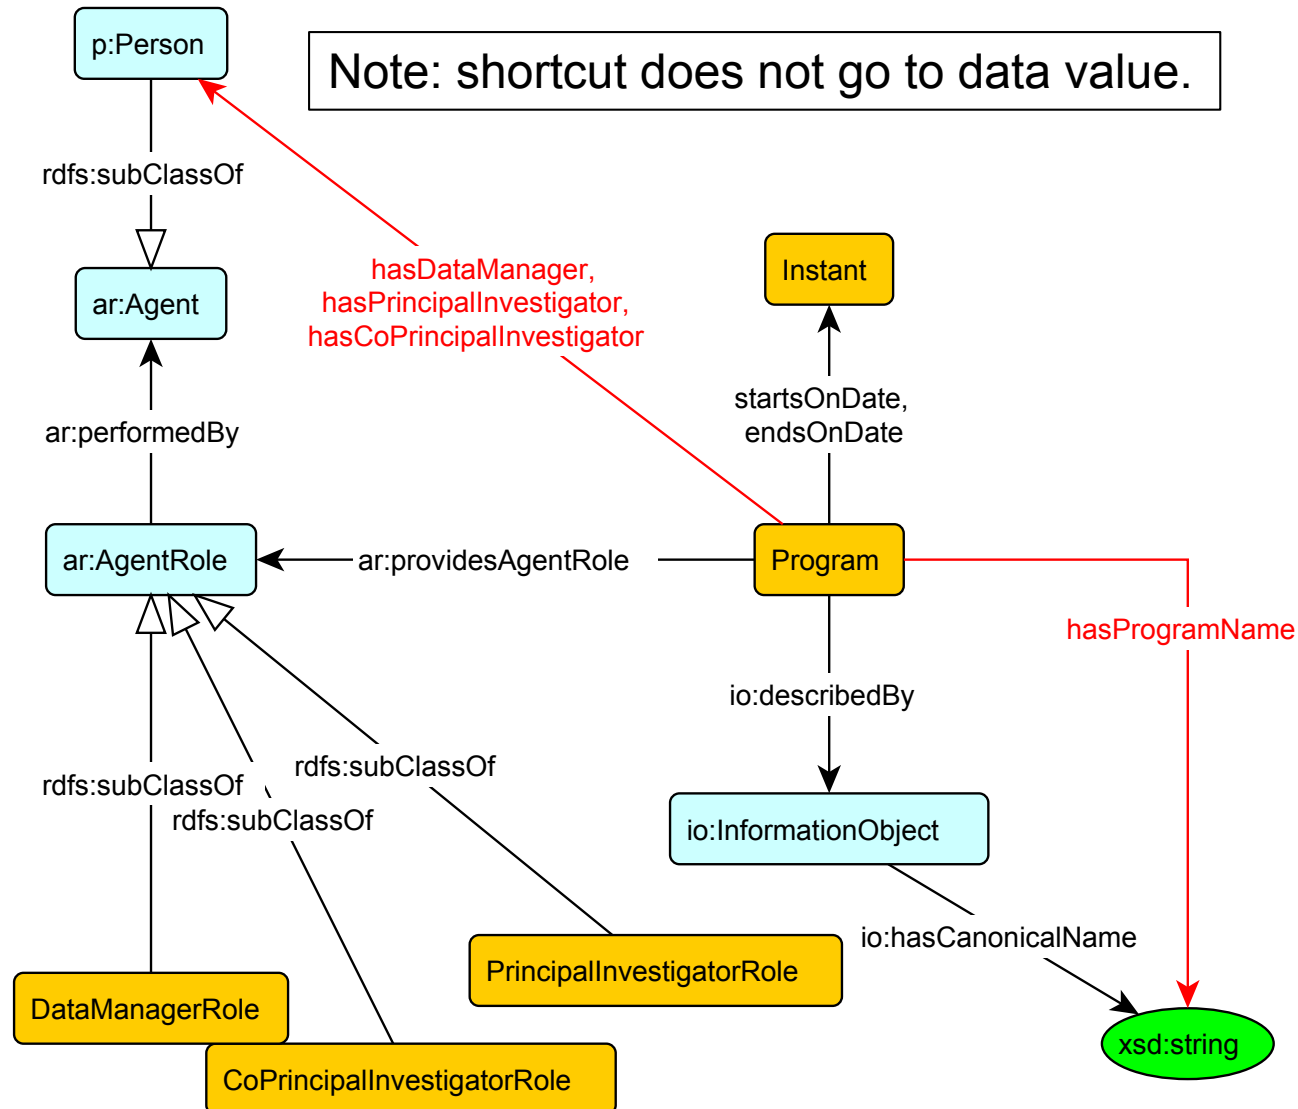 p:Person
Note: shortcut does not go to data value.
rdfs:subClassOf
hasDataManager,
hasPrincipalInvestigator,
hasCoPrincipalInvestigator
Instant
ar:Agent
startsOnDate,
endsOnDate
ar:performedBy
ar:AgentRole
ar:providesAgentRole
Program
hasProgramName
io:describedBy
rdfs:subClassOf
rdfs:subClassOf
rdfs:subClassOf
io:InformationObject
io:hasCanonicalName
PrincipalInvestigatorRole
DataManagerRole
xsd:string
CoPrincipalInvestigatorRole